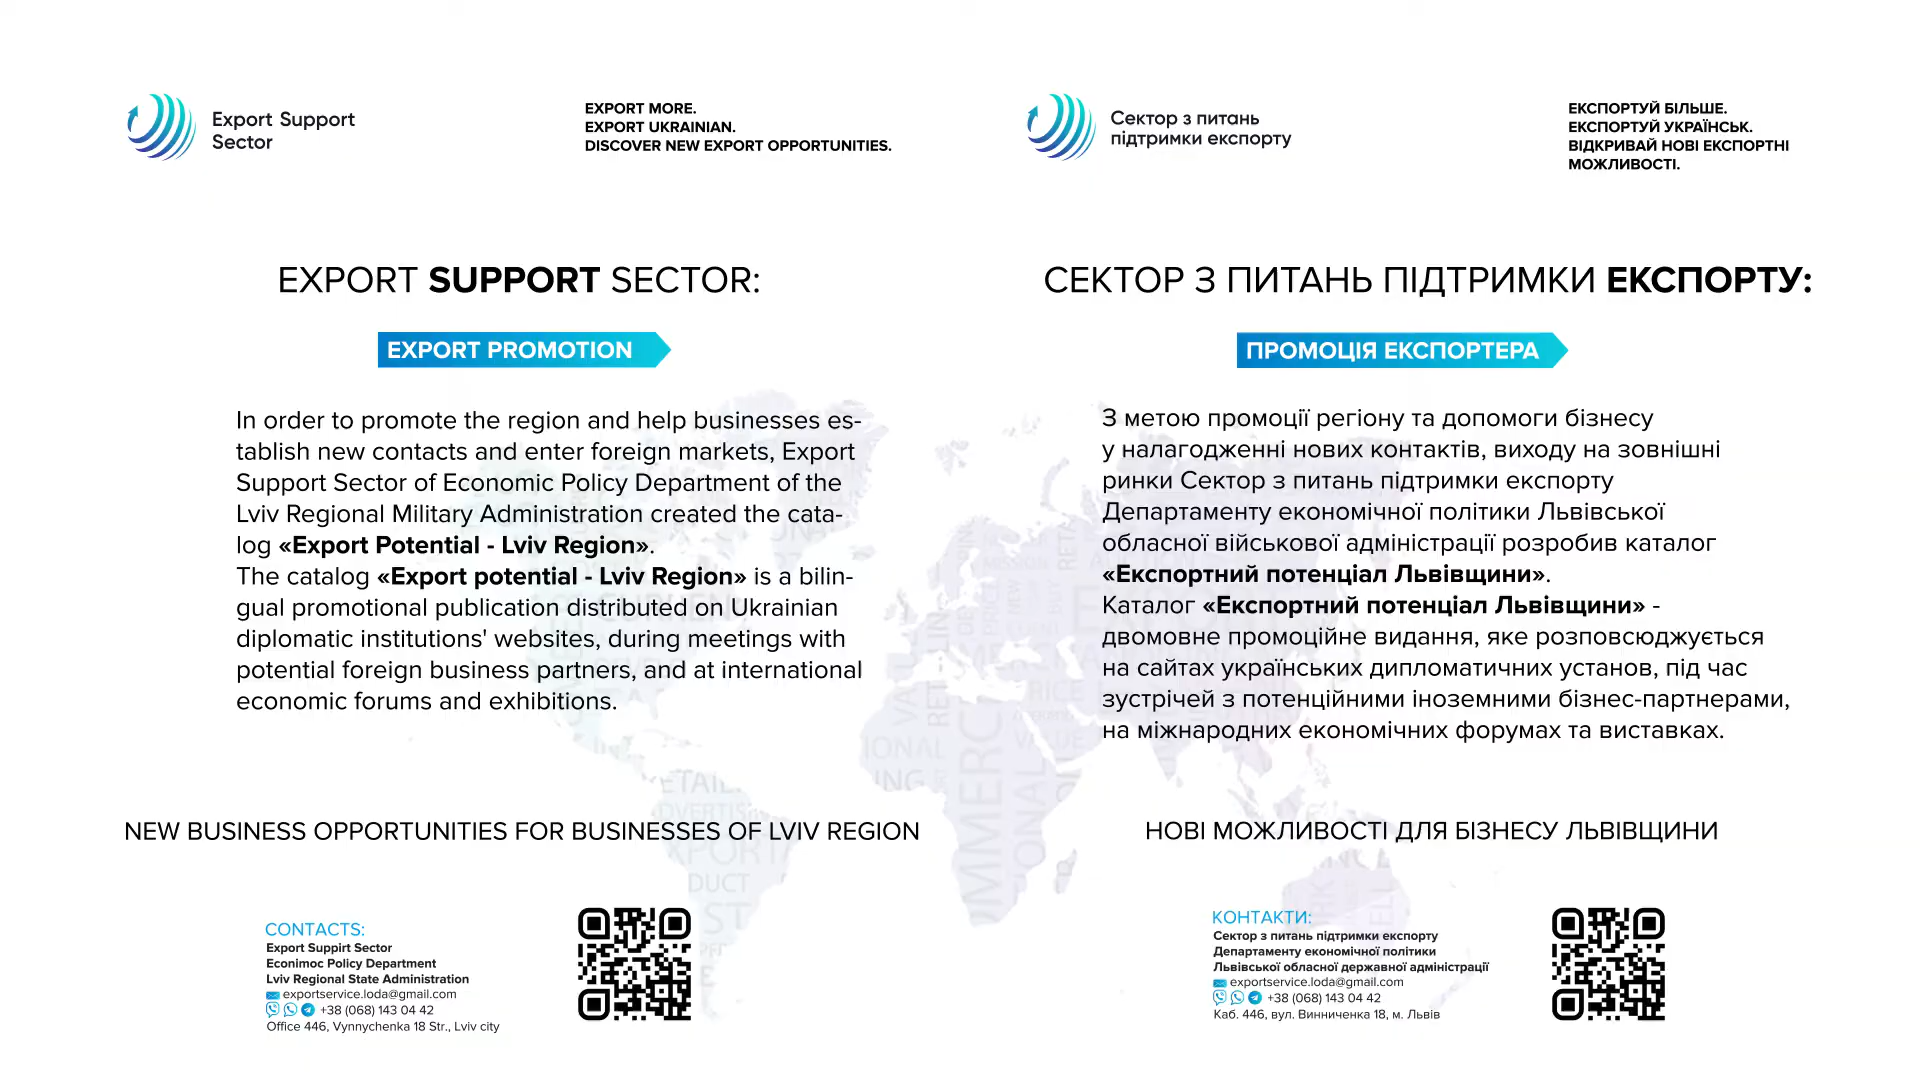 Export Support
Sector
EXPORT MORE.
EXPORT UKRAINIAN.
DISCOVER NEW EXPORT OPPORTUNITIES.
EXPORT SUPPORT SECTOR:
EXPORT PROMOTION
In order to promote the region and help businesses es-
tablish new contacts and enter foreign markets, Export
Support Sector of Economic Policy Department of the
Lviv Regional Military Administration created the cata-
log «Export Potential - Lviv Region».
The catalog «Export potential - Lviv Region» is a bilin-
gual promotional publication distributed on Ukrainian
diplomatic institutions' websites, during meetings with
potential foreign business partners, and at international
economic forums and exhibitions.
NEW BUSINESS OPPORTUNITIES FOR BUSINESSES OF LVIV REGION
CONTACTS:
Export Suppirt Sector
Econimoc Policy Department
Lviv Regional State Administration
exportservice.loda@gmail.com
+38 (068) 143 04 42
Office 446, Vynnychenka 18 Str., Lviv city
Сектор з питань
підтримки експорту
ЕКСПОРТУЙ БІЛЬШЕ.
ЕКСПОРТУЙ УКРАЇНСЬК.
ВІДКРИВАЙ НОВІ ЕКСПОРТНІ
МОЖЛИВОСТІ.
СЕКТОР З ПИТАНЬ ПІДТРИМКИ ЕКСПОРТУ:
ПРОМОЦІЯ ЕКСПОРТЕРА
З метою промоції регіону та допомоги бізнесу
у налагодженні нових контактів, виходу на зовнішні
ринки Сектор з питань підтримки експорту
Департаменту економічної політики Львівської
обласної військової адміністрації розробив каталог
«Експортний потенціал Львівщини».
Каталог «Експортний потенціал Львівщини» -
двомовне промоційне видання, яке розповсюджується
на сайтах українських дипломатичних установ, під час
зустрічей з потенційними іноземними бізнес-партнерами,
на міжнародних економічних форумах та виставках.
НОВІ МОЖЛИВОСТІ ДЛЯ БІЗНЕСУ ЛЬВІВЩИНИ
КОНТАКТИ:
Сектор з питань підтримки експорту
Департаменту економічної політики
Львівської обласної державної адміністрації
exportservice.loda@gmail.com
+38 (068) 143 04 42
Каб. 446, вул. Винниченка 18, м. Львів